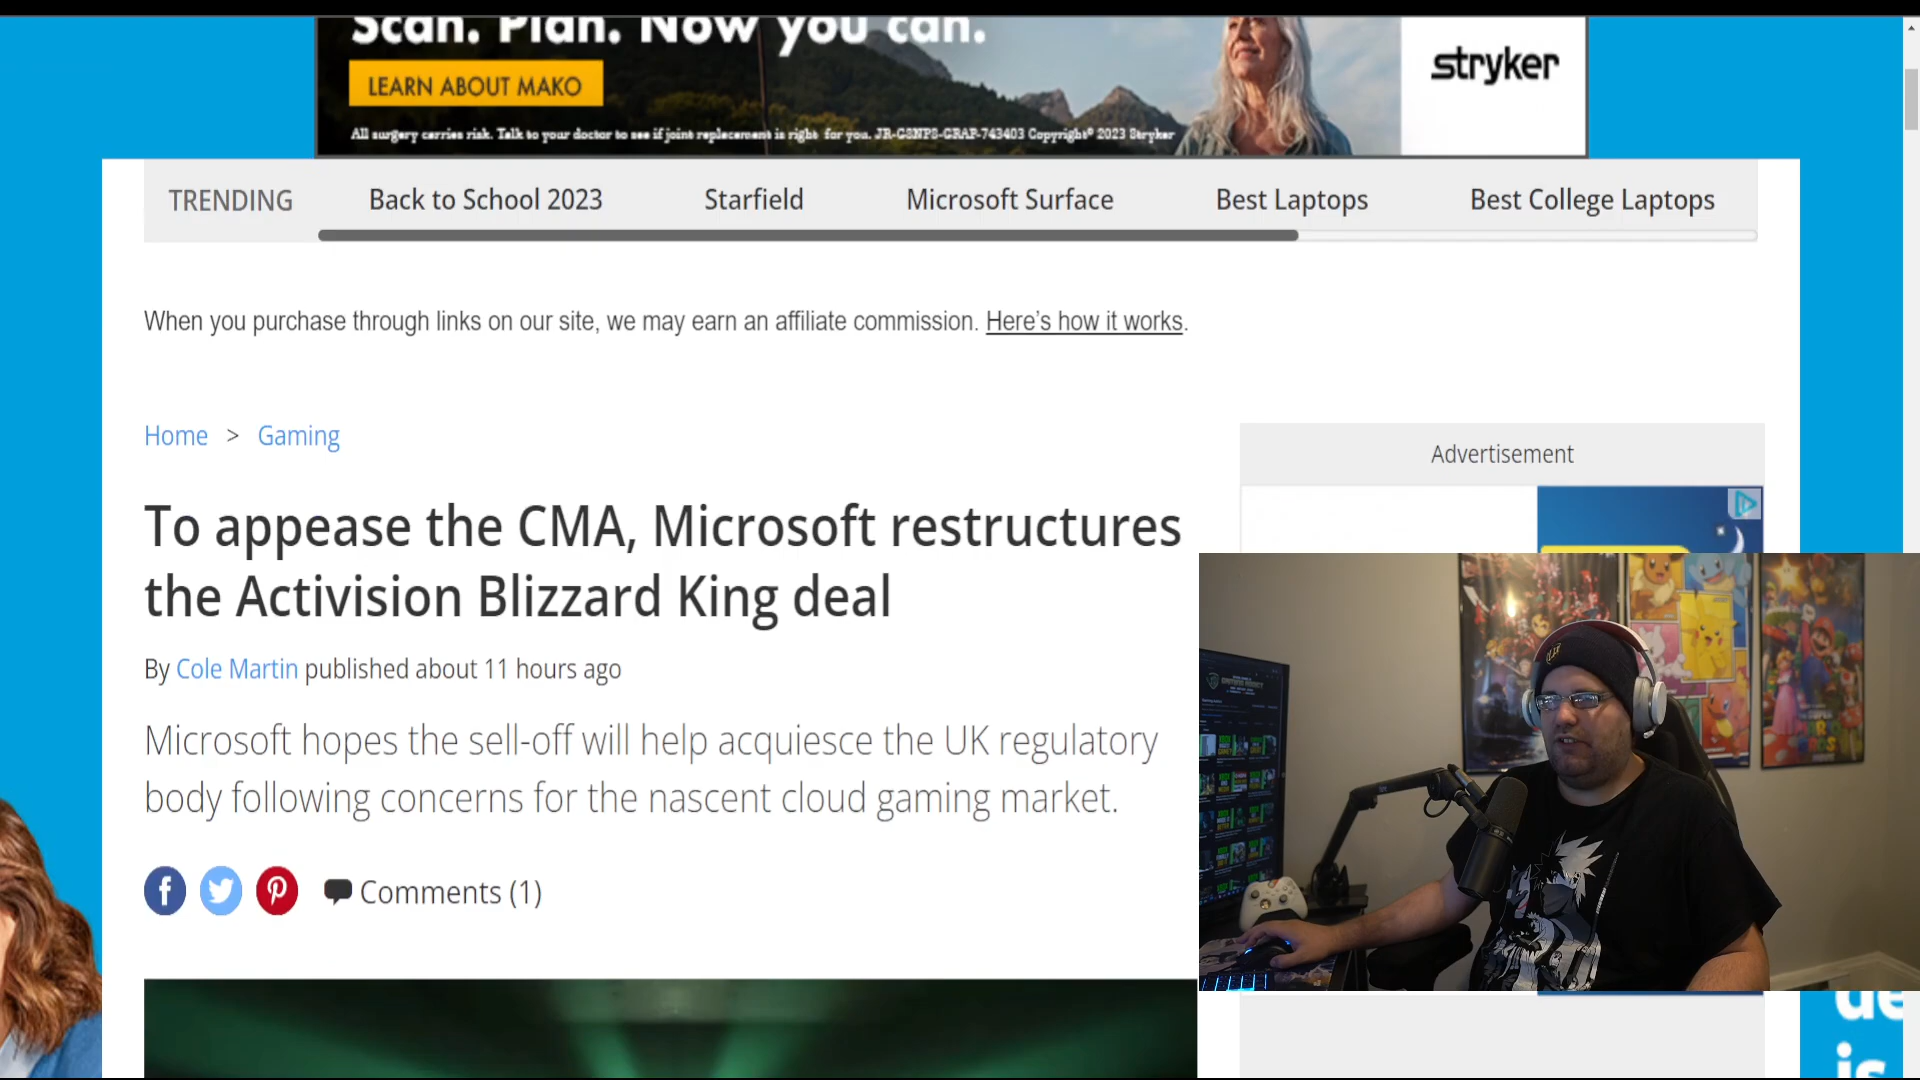 Scan. Plan. Now you can.
LEARN ABOUT MAKO
All surgery carries risk. Talk to your doctor to see if joint replacement is right for you. JR-GSNPS-GRAP-743403 Copyright© 2023 Stryker
stryker
TRENDING Back to School 2023 Starfield Microsoft Surface Best Laptops Best College Laptops
When you purchase through links on our site, we may earn an affiliate commission. Here's how it works.
Home > Gaming
Advertisement
To appease the CMA, Microsoft restructures
the Activision Blizzard King deal
By Cole Martin published about 11 hours ago
Microsoft hopes the sell-off will help acquiesce the UK regulatory
body following concerns for the nascent cloud gaming market.
Comments (1)
is